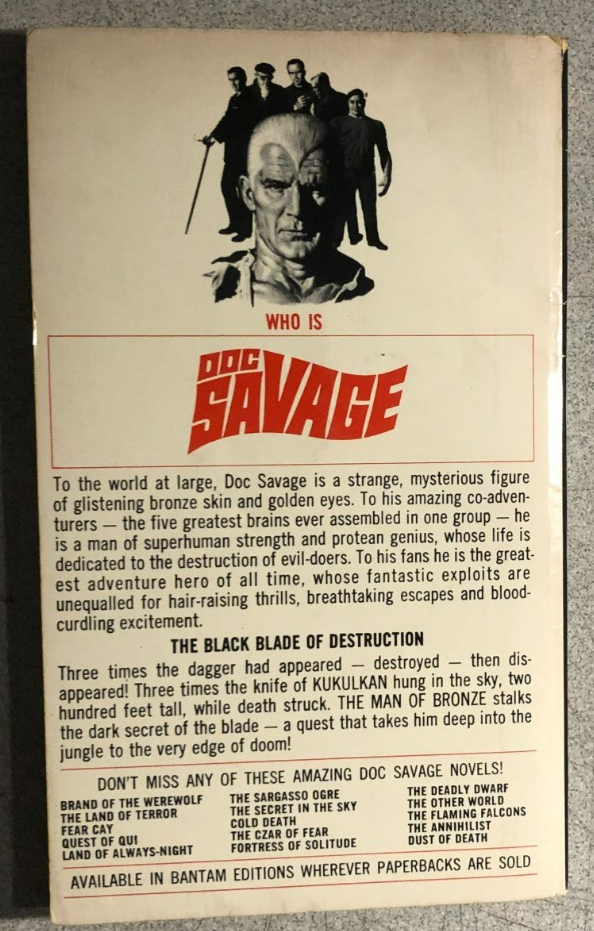 WHO IS
DOC
SAVAGE
To the world at large, Doc Savage is a strange, mysterious figure
of glistening bronze skin and golden eyes. To his amazing co-adven-
turers — the five greatest brains ever assembled in one group — he
is a man of superhuman strength and protean genius, whose life is
dedicated to the destruction of evil-doers. To his fans he is the great-
est adventure hero of all time, whose fantastic exploits are
unequalled for hair-raising thrills, breathtaking escapes and blood-
curdling excitement.
THE BLACK BLADE OF DESTRUCTION
Three times the dagger had appeared — destroyed — then dis-
appeared! Three times the knife of KUKULKAN hung in the sky, two
hundred feet tall, while death struck. THE MAN OF BRONZE stalks
the dark secret of the blade — a quest that takes him deep into the
jungle to the very edge of doom!
DON'T MISS ANY OF THESE AMAZING DOC SAVAGE NOVELS!
BRAND OF THE WEREWOLF
THE LAND OF TERROR
FEAR CAY
QUEST OF QUI
LAND OF ALWAYS-NIGHT
THE SARGASSO OGRE
THE SECRET IN THE SKY
COLD DEATH
THE CZAR OF FEAR
FORTRESS OF SOLITUDE
THE DEADLY DWARF
THE OTHER WORLD
THE FLAMING FALCONS
THE ANNIHILIST
DUST OF DEATH
AVAILABLE IN BANTAM EDITIONS WHEREVER PAPERBACKS ARE SOLD